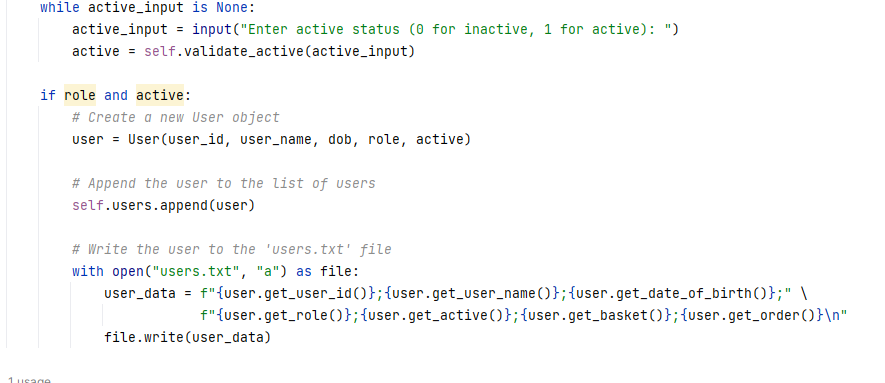 while active_input is None:
active_input = input("Enter active status (0 for inactive, 1 for active): ")
active = self.validate_active(active_input)
if role and active:
# Create a new User object
user = User(user_id, user_name, dob, role, active)
# Append the user to the list of users
self.users.append(user)
# Write the user to the 'users.txt' file
with open("users.txt", "a") as file:
user_data = f"{user.get_user_id()};{user.get_user_name()};{user.get_date_of_birth()};" \
f"{user.get_role()};{user.get_active()};{user.get_basket()};{user.get_order()}\n"
file.write(user_data)
1 usage